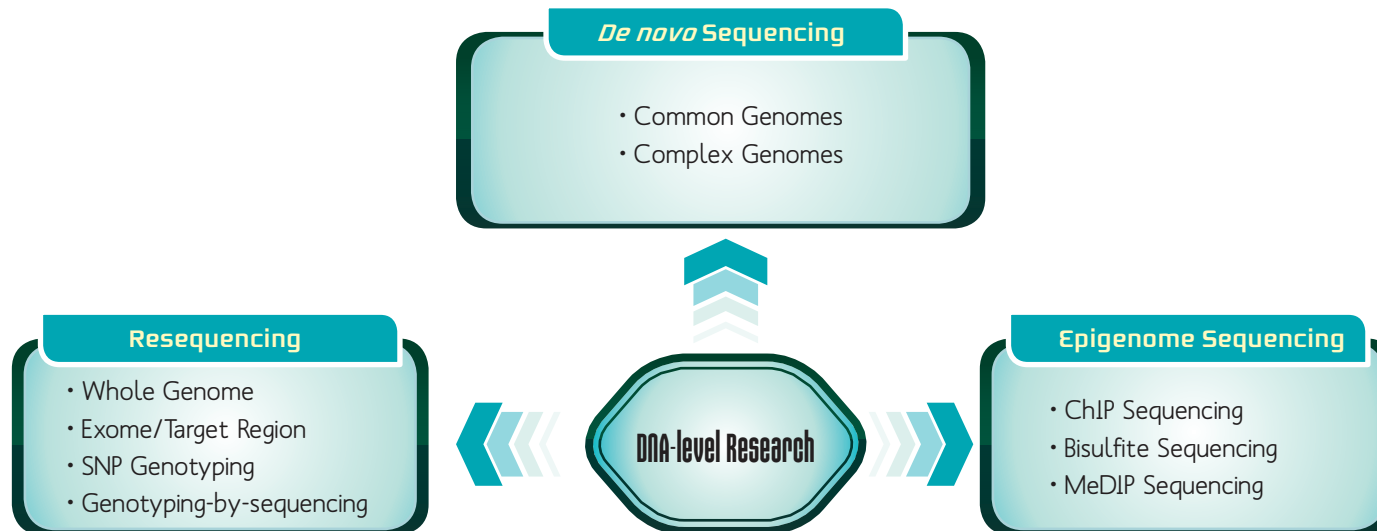 De novo Sequencing
· Common Genomes
· Complex Genomes
Resequencing
· Whole Genome
· Exome/Target Region
· SNP Genotyping
· Genotyping-by-sequencing
DNA-level Research
Epigenome Sequencing
· ChIP Sequencing
· Bisulfite Sequencing
· MeDIP Sequencing